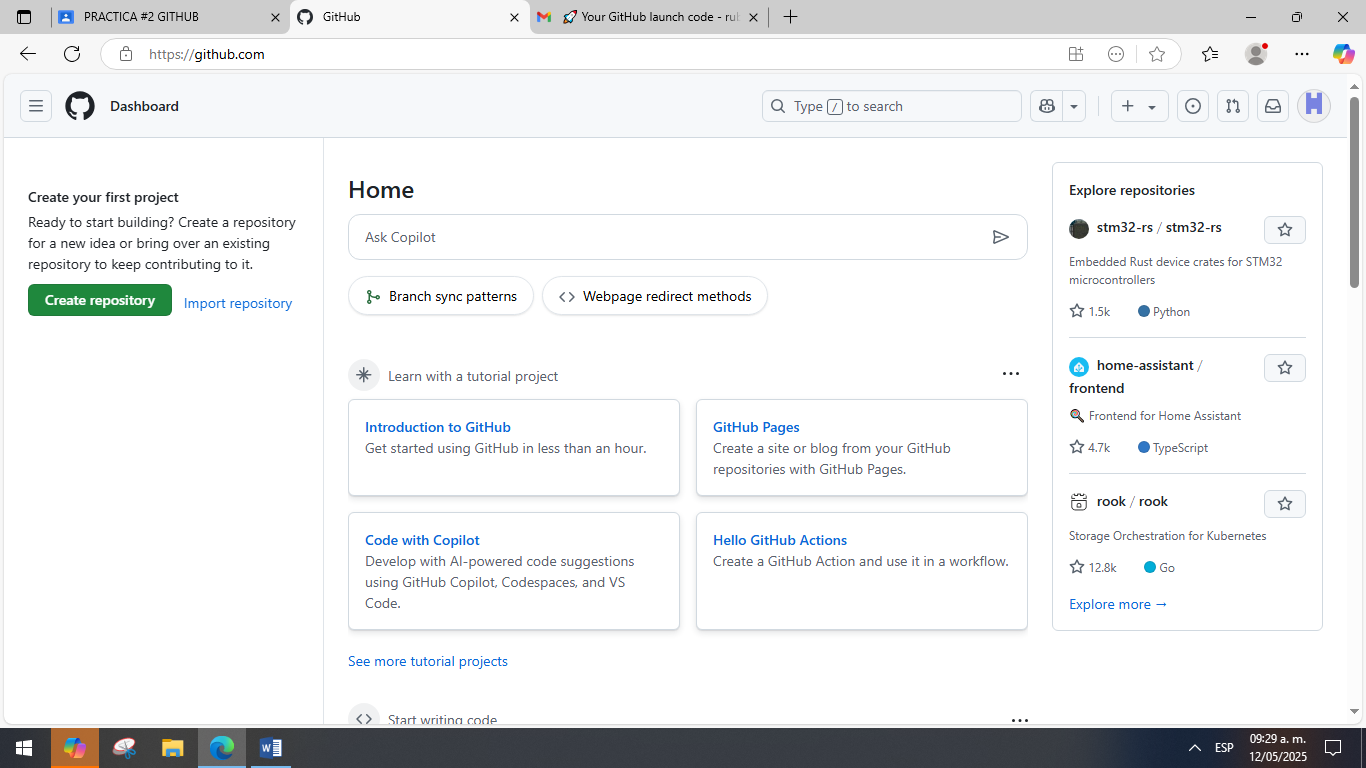 PRACTICA #2 GITHUB
GitHub
Your GitHub launch code - ru
https://github.com
Dashboard
Type / to search
Create your first project
Ready to start building? Create a repository
for a new idea or bring over an existing
repository to keep contributing to it.
Create repository
Import repository
Home
Ask Copilot
Branch sync patterns
Webpage redirect methods
Learn with a tutorial project
Introduction to GitHub
Get started using GitHub in less than an hour.
GitHub Pages
Create a site or blog from your GitHub
repositories with GitHub Pages.
Code with Copilot
Develop with AI-powered code suggestions
using GitHub Copilot, Codespaces, and VS
Code.
Hello GitHub Actions
Create a GitHub Action and use it in a workflow.
See more tutorial projects
Start writing code
Explore repositories
stm32-rs / stm32-rs
Embedded Rust device crates for STM32
microcontrollers
1.5k Python
home-assistant /
frontend
Frontend for Home Assistant
4.7k TypeScript
rook / rook
Storage Orchestration for Kubernetes
12.8k Go
Explore more →
ESP
09:29 a. m.
12/05/2025